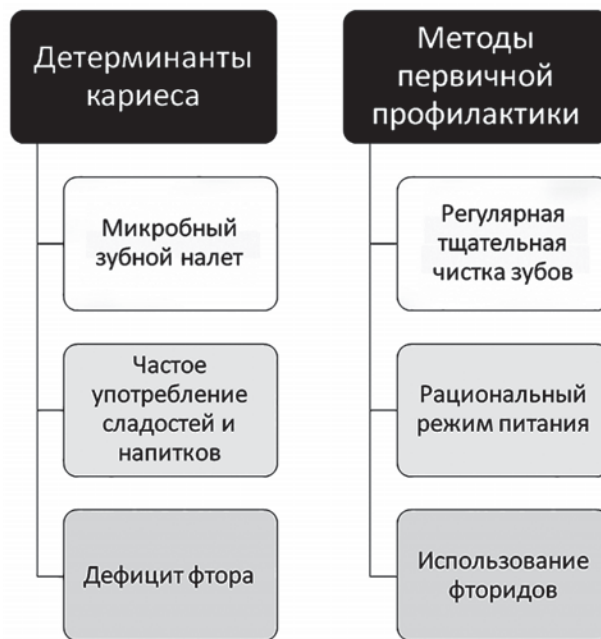 Детерминанты
кариеса
Микробный
зубной налет
Частое
употребление
сладостей и
напитков
Дефицит фтора
Методы
первичной
профилактики
Регулярная
тщательная
чистка зубов
Рациональный
режим питания
Использование
фторидов